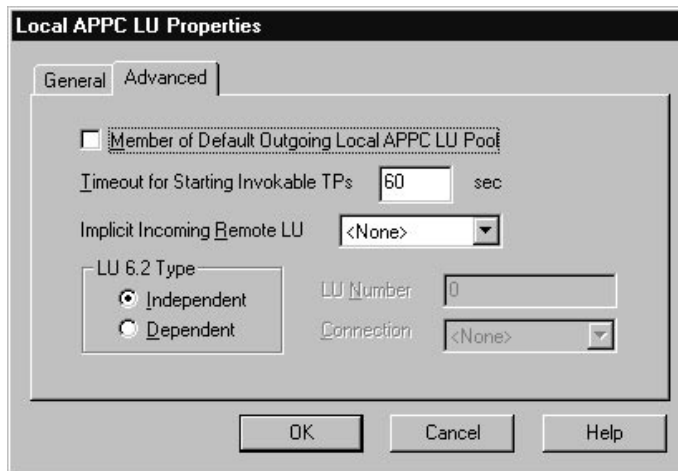 Local APPC LU Properties
General Advanced
Member of Default Outgoing Local APPC LU Pool
Timeout for Starting Invokable TPs 60 sec
Implicit Incoming Remote LU <None>
LU 6.2 Type
Independent LU Number 0
Dependent Connection <None>
OK Cancel Help